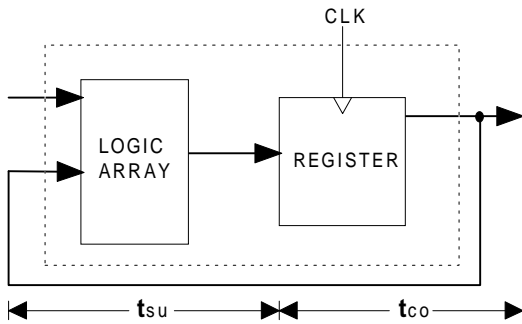 CLK
LOGIC
ARRAY
REGISTER
tsu
tco